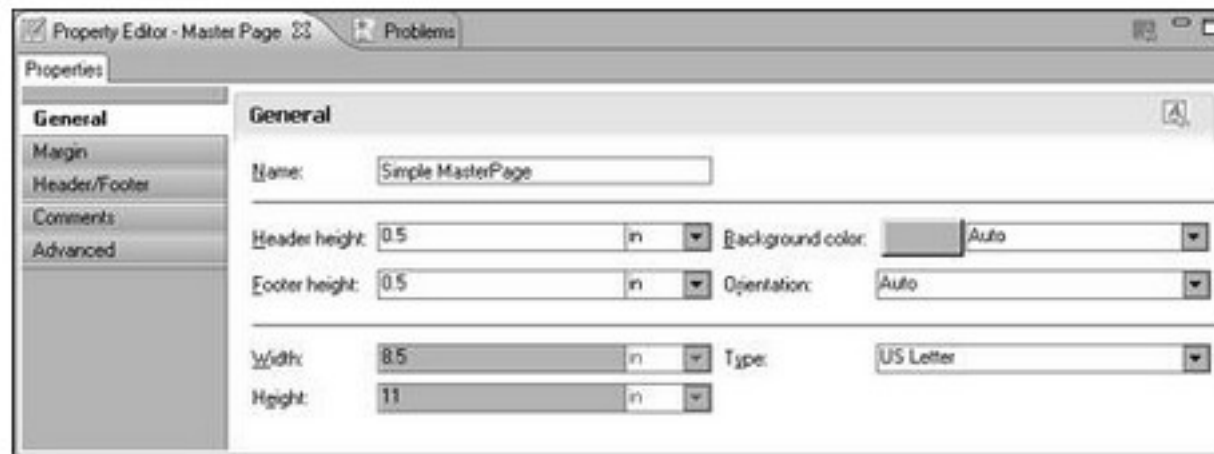 Property Editor - Master Page Problems
Properties
General
Margin
Header/Footer
Comments
Advanced
General
Name: Simple MasterPage
Header height: 0.5 in Background color: Auto
Footer height: 0.5 in Orientation: Auto
Width: 8.5 in Type: US Letter
Height: 11 in